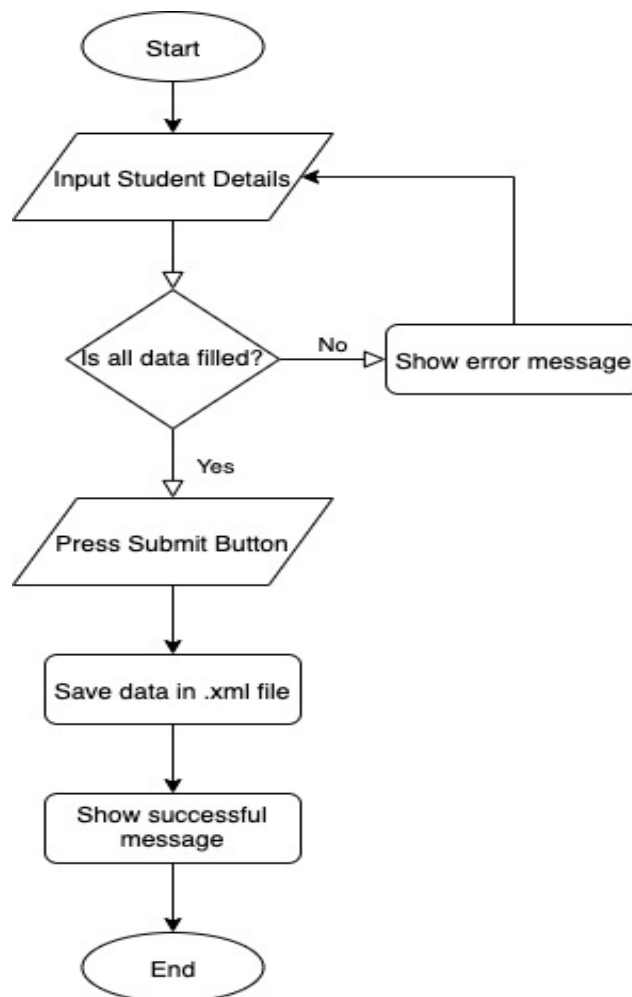 Start
Input Student Details
Is all data filled?
No
Show error message
Yes
Press Submit Button
Save data in .xml file
Show successful
message
End